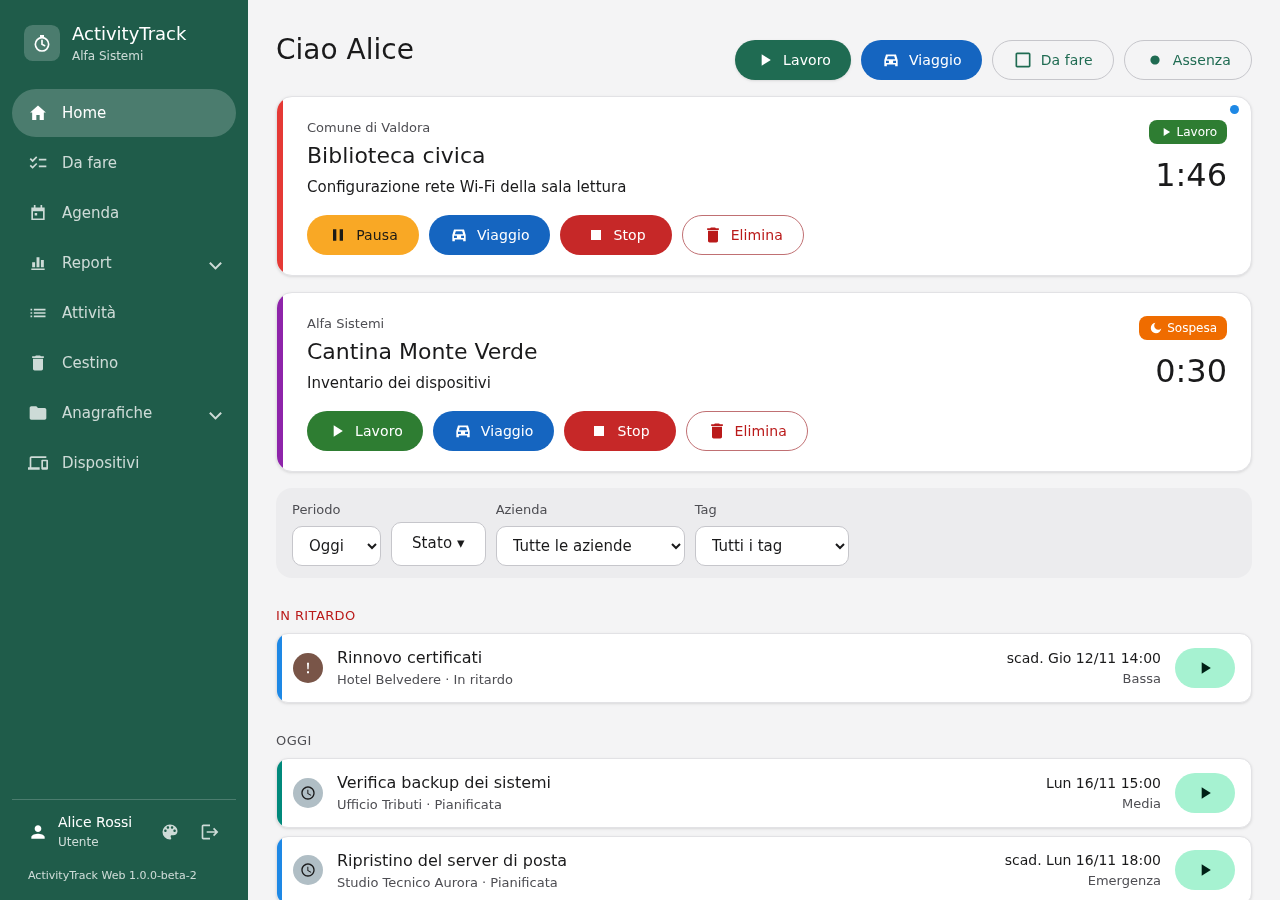 ActivityTrack
Alfa Sistemi
Home
Da fare
Agenda
Report
Attività
Cestino
Anagrafiche
Dispositivi
Alice Rossi
Utente
ActivityTrack Web 1.0.0-beta-2
Ciao Alice
Lavoro
Viaggio
Da fare
Assenza
Comune di Valdora
Lavoro
Biblioteca civica
1:46
Configurazione rete Wi-Fi della sala lettura
Pausa
Viaggio
Stop
Elimina
Alfa Sistemi
Sospesa
Cantina Monte Verde
0:30
Inventario dei dispositivi
Lavoro
Viaggio
Stop
Elimina
Periodo
Azienda
Tag
Oggi
Stato ▾
Tutte le aziende
Tutti i tag
IN RITARDO
Rinnovo certificati
scad. Gio 12/11 14:00
Hotel Belvedere · In ritardo
Bassa
OGGI
Verifica backup dei sistemi
Lun 16/11 15:00
Ufficio Tributi · Pianificata
Media
Ripristino del server di posta
scad. Lun 16/11 18:00
Studio Tecnico Aurora · Pianificata
Emergenza